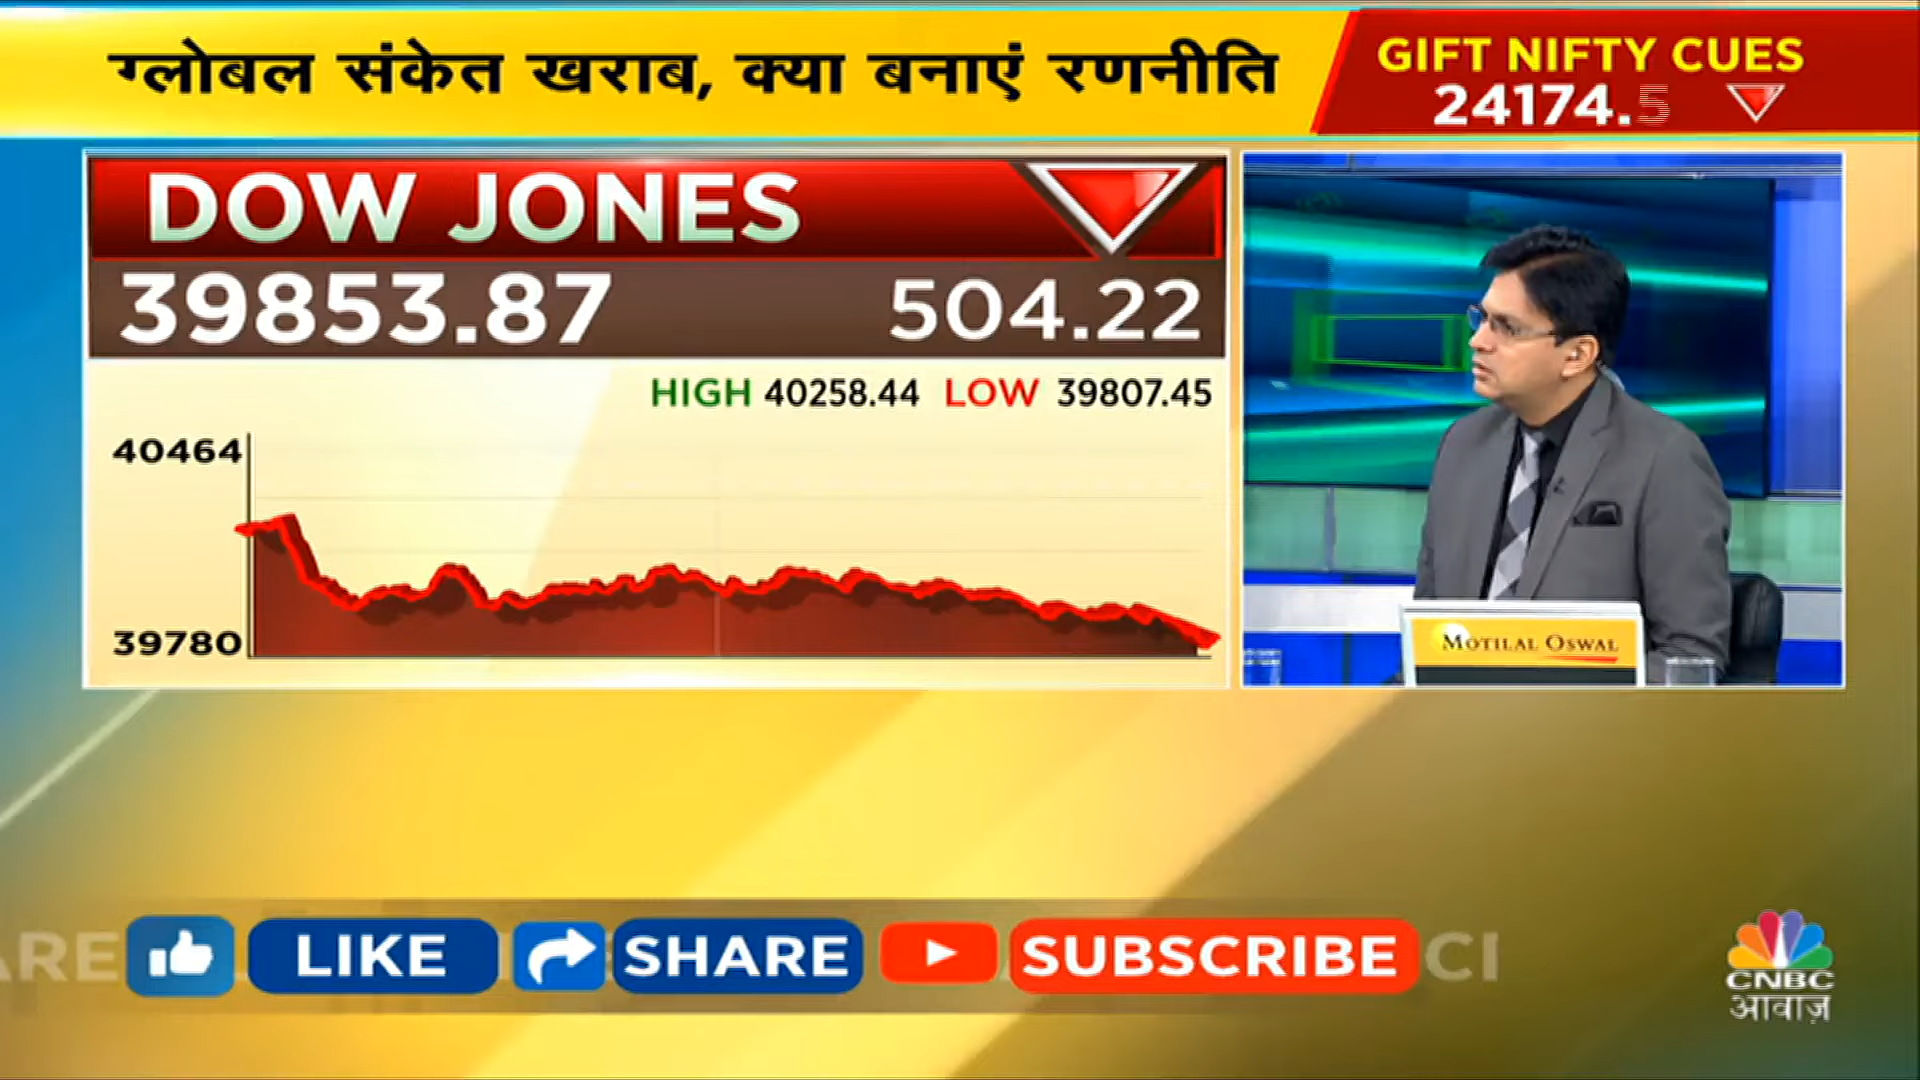 ग्लोबल संकेत खराब, क्या बनाएं रणनीति
GIFT NIFTY CUES
24174.5
DOW JONES
39853.87 504.22
HIGH 40258.44 LOW 39807.45
40464
39780
MOTILAL OSWAL
LIKE SHARE SUBSCRIBE
CNBC
आवाज़